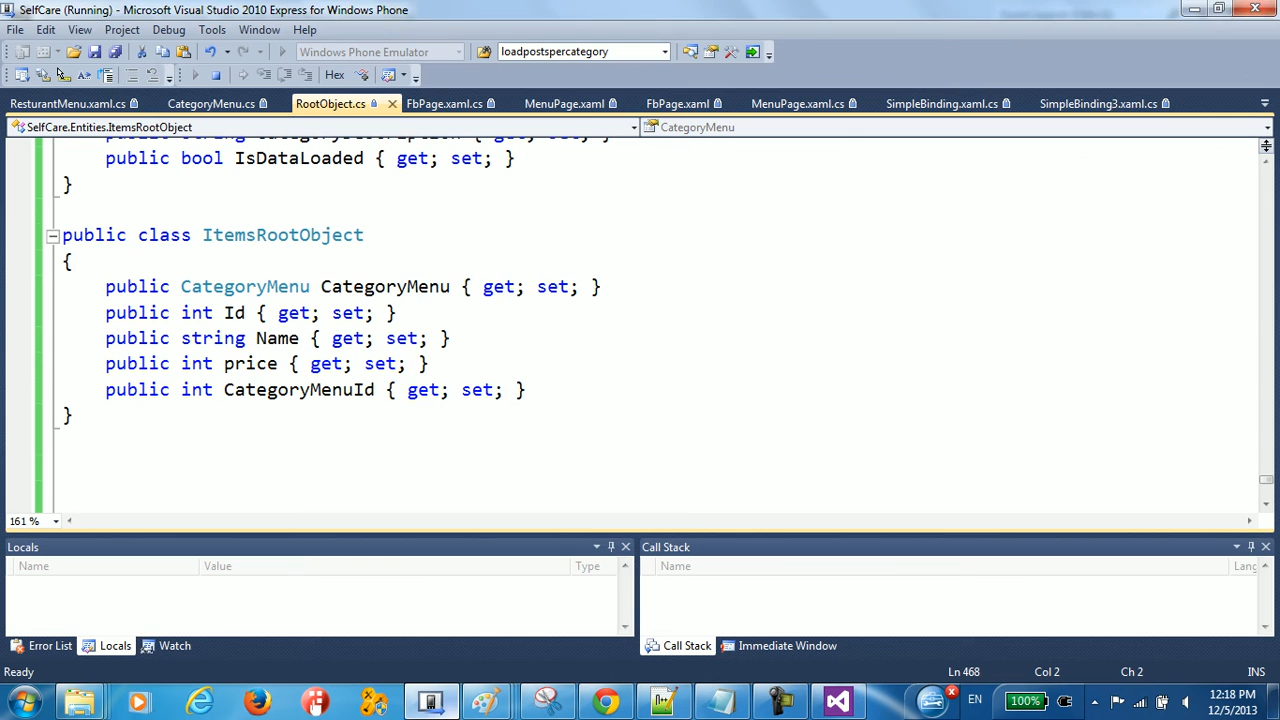 SelfCare (Running) - Microsoft Visual Studio 2010 Express for Windows Phone
File Edit View Project Debug Tools Window Help
Windows Phone Emulator loadpostspercategory
Hex
ResturantMenu.xaml.cs CategoryMenu.cs RootObject.cs FbPage.xaml.cs MenuPage.xaml FbPage.xaml MenuPage.xaml.cs SimpleBinding.xaml.cs SimpleBinding3.xaml.cs
SelfCare.Entities.ItemsRootObject CategoryMenu
public string CategoryDescription { get; set; }
public bool IsDataLoaded { get; set; }
}
public class ItemsRootObject
{
public CategoryMenu CategoryMenu { get; set; }
public int Id { get; set; }
public string Name { get; set; }
public int price { get; set; }
public int CategoryMenuId { get; set; }
}
161 %
Locals Call Stack
Name Value Type Name Lang
Error List Locals Watch Call Stack Immediate Window
Ready Ln 468 Col 2 Ch 2 INS
EN 100% 12:18 PM
12/5/2013